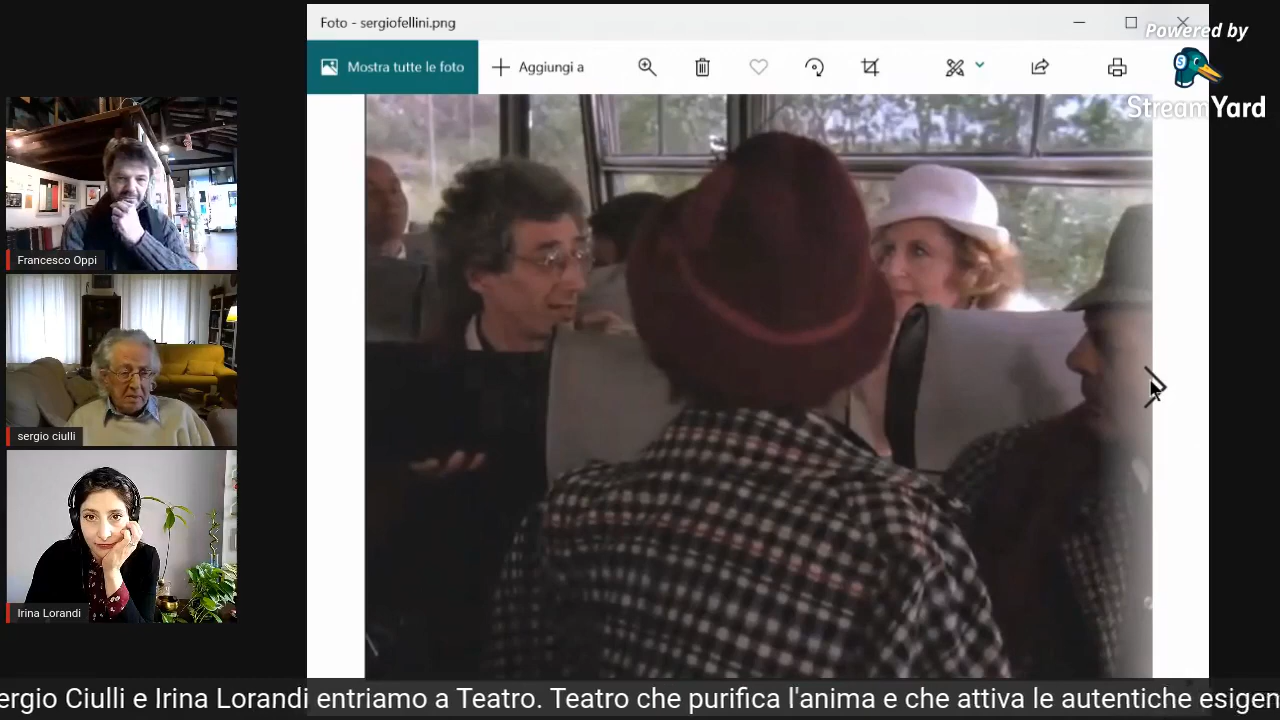 Foto - sergiofellini.png
Powered by
StreamYard
Mostra tutte le foto
Aggiungi a
Francesco Oppi
sergio ciulli
Irina Lorandi
ergio Ciulli e Irina Lorandi entriamo a Teatro. Teatro che purifica l'anima e che attiva le autentiche esigen